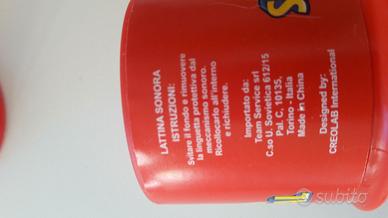 LATTINA SONORA
ISTRUZIONI:
Svitare il fondo e rimuovere
la linguetta protettiva dal
meccanismo sonoro.
Ricollocarlo all'interno
e richiudere.
Importato da:
Team Service srl
C.so U. Sovietica 612/15
Pal. C, 10135,
Torino - Italia
Made in China
Designed by:
CREOLAB International
subito